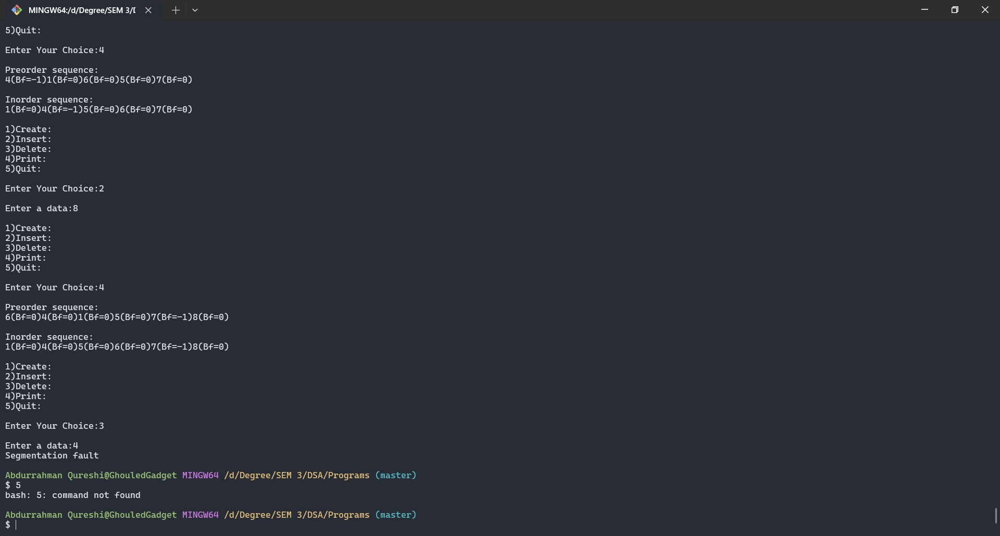 MINGW64:/d/Degree/SEM 3/
5)Quit:
Enter Your Choice:4
Preorder sequence:
4(Bf=-1)1(Bf=0)6(Bf=0)5(Bf=0)7(Bf=0)
Inorder sequence:
1(Bf=0)4(Bf=-1)5(Bf=0)6(Bf=0)7(Bf=0)
1)Create:
2)Insert:
3)Delete:
4)Print:
5)Quit:
Enter Your Choice:2
Enter a data:8
1)Create:
2)Insert:
3)Delete:
4)Print:
5)Quit:
Enter Your Choice:4
Preorder sequence:
6(Bf=0)4(Bf=0)1(Bf=0)5(Bf=0)7(Bf=-1)8(Bf=0)
Inorder sequence:
1(Bf=0)4(Bf=0)5(Bf=0)6(Bf=0)7(Bf=-1)8(Bf=0)
1)Create:
2)Insert:
3)Delete:
4)Print:
5)Quit:
Enter Your Choice:3
Enter a data:4
Segmentation fault
Abdurrahman Qureshi@GhouledGadget MINGW64 /d/Degree/SEM 3/DSA/Programs (master)
$ 5
bash: 5: command not found
Abdurrahman Qureshi@GhouledGadget MINGW64 /d/Degree/SEM 3/DSA/Programs (master)
$